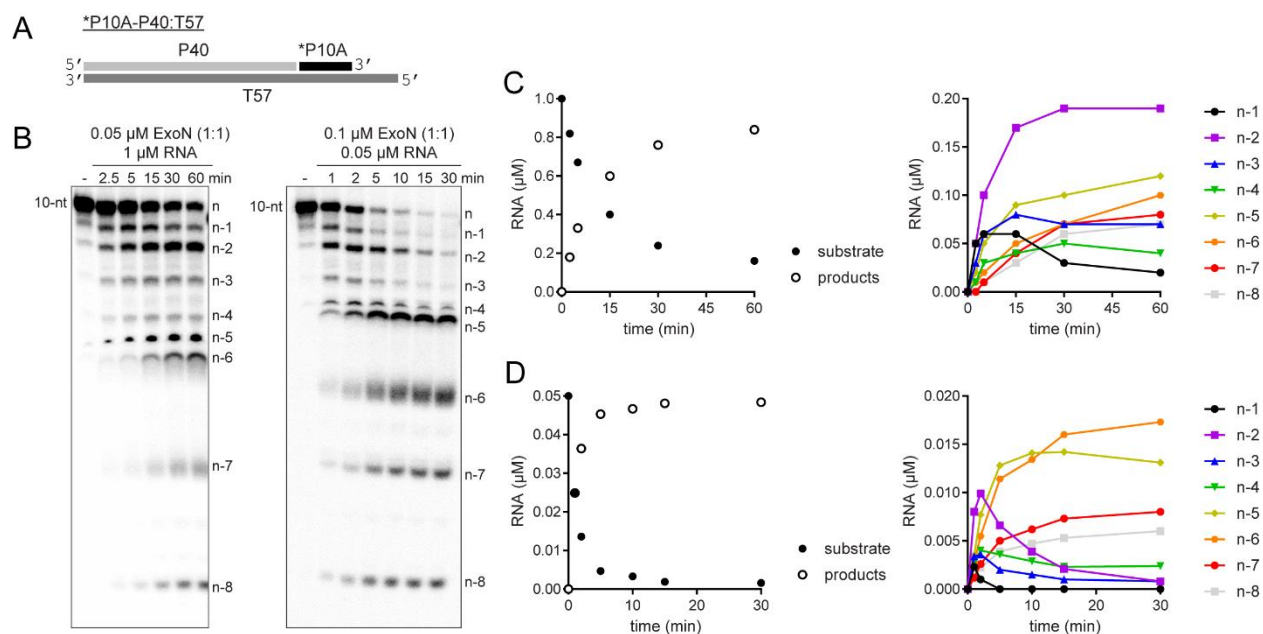 A
*P10A-P40:T57
P40 *P10A
5′ 3′
3′ 5′
T57
B
0.05 µM ExoN (1:1)
1 µM RNA
- 2.5 5 15 30 60 min
10-nt
n
n-1
n-2
n-3
n-4
n-5
n-6
n-7
n-8
0.1 µM ExoN (1:1)
0.05 µM RNA
- 1 2 5 10 15 30 min
10-nt
n
n-1
n-2
n-3
n-4
n-5
n-6
n-7
n-8
C
RNA (µM)
1.0
0.8
0.6
0.4
0.2
0.0
0 15 30 45 60
time (min)
substrate
products
RNA (µM)
0.20
0.15
0.10
0.05
0.00
0 15 30 45 60
time (min)
n-1
n-2
n-3
n-4
n-5
n-6
n-7
n-8
D
RNA (µM)
0.05
0.04
0.03
0.02
0.01
0.00
0 10 20 30
time (min)
substrate
products
RNA (µM)
0.020
0.015
0.010
0.005
0.000
0 10 20 30
time (min)
n-1
n-2
n-3
n-4
n-5
n-6
n-7
n-8